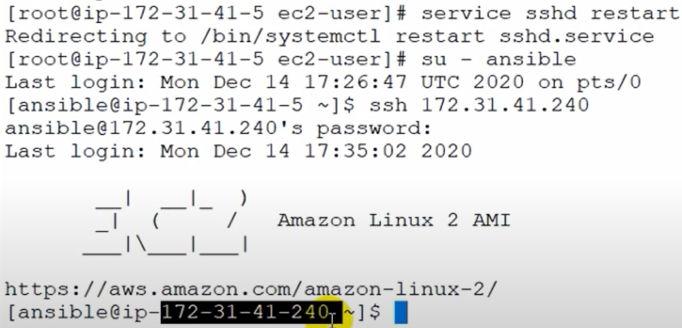 [root@ip-172-31-41-5 ec2-user]# service sshd restart
Redirecting to /bin/systemctl restart sshd.service
[root@ip-172-31-41-5 ec2-user]# su - ansible
Last login: Mon Dec 14 17:26:47 UTC 2020 on pts/0
[ansible@ip-172-31-41-5 ~]$ ssh 172.31.41.240
ansible@172.31.41.240's password:
Last login: Mon Dec 14 17:35:02 2020
       __|  __|_  )
       _|  (     /   Amazon Linux 2 AMI
      ___|\___|___|
https://aws.amazon.com/amazon-linux-2/
[ansible@ip-172-31-41-240 ~]$